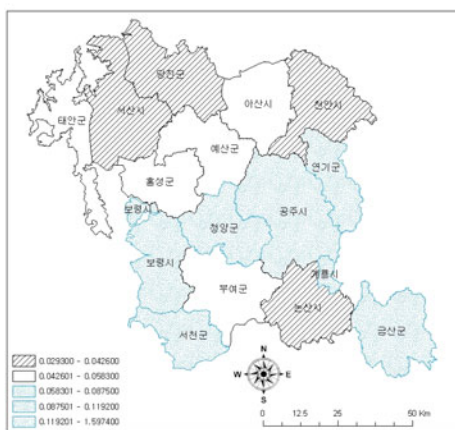 당진군
서산시
아산시
천안시
태안군
예산군
연기군
홍성군
보령시
공주시
청양군
보령시
계룡시
부여군
논산시
서천군
금산군
0.029300 - 0.042600
0.042601 - 0.058300
0.058301 - 0.087500
0.087501 - 0.119200
0.119201 - 1.597400
N
W E
S
0 12.5 25 50 Km